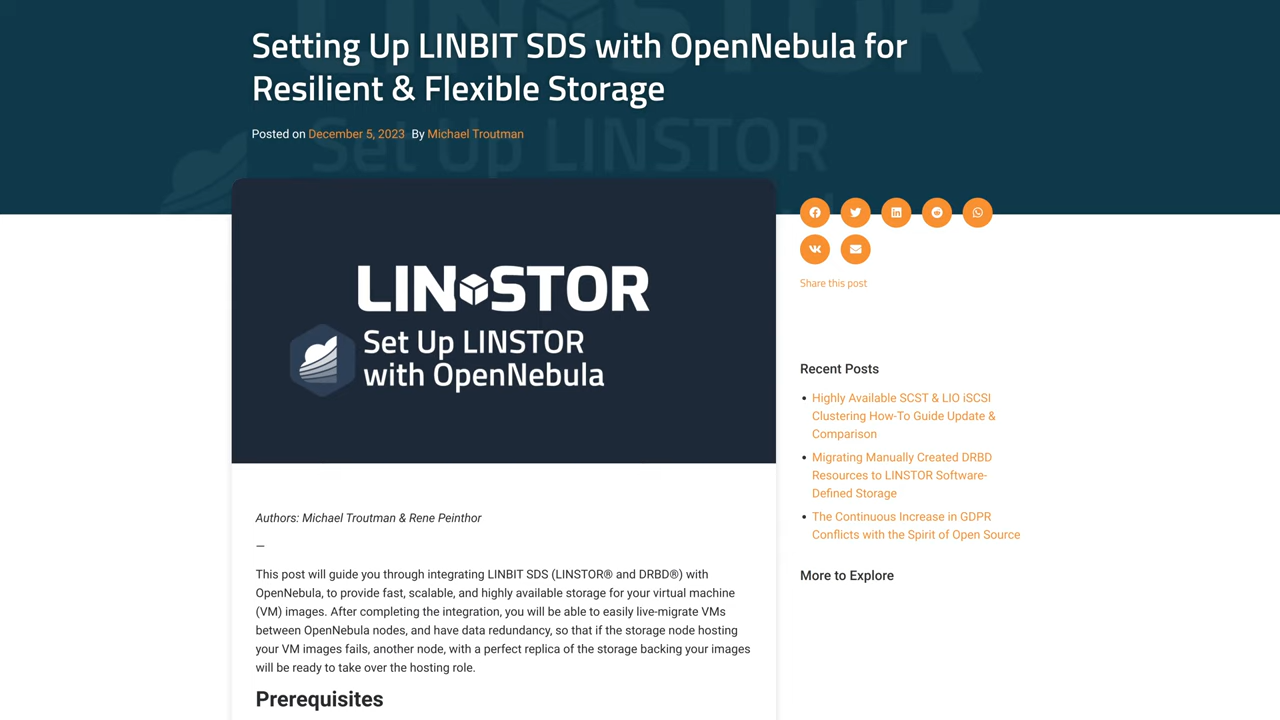 Setting Up LINBIT SDS with OpenNebula for
Resilient & Flexible Storage
Posted on December 5, 2023 By Michael Troutman
LINSTOR
Set Up LINSTOR
LINSTOR
Set Up LINSTOR
with OpenNebula
Share this post
Recent Posts
• Highly Available SCST & LIO iSCSI
Clustering How-To Guide Update &
Comparison
• Migrating Manually Created DRBD
Resources to LINSTOR Software-
Defined Storage
• The Continuous Increase in GDPR
Conflicts with the Spirit of Open Source
More to Explore
Authors: Michael Troutman & Rene Peinthor
—
This post will guide you through integrating LINBIT SDS (LINSTOR® and DRBD®) with
OpenNebula, to provide fast, scalable, and highly available storage for your virtual machine
(VM) images. After completing the integration, you will be able to easily live-migrate VMs
between OpenNebula nodes, and have data redundancy, so that if the storage node hosting
your VM images fails, another node, with a perfect replica of the storage backing your images
will be ready to take over the hosting role.
Prerequisites